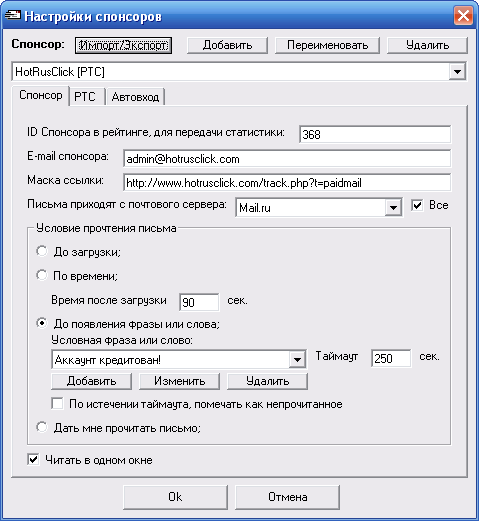 Настройки спонсоров
Спонсор: Импорт/Экспорт Добавить Переименовать Удалить
HotRusClick [PTC]
Спонсор PTC Автовход
ID Спонсора в рейтинге, для передачи статистики: 368
E-mail спонсора: admin@hotrusclick.com
Маска ссылки: http://www.hotrusclick.com/track.php?t=paidmail
Письма приходят с почтового сервера: Mail.ru Все
Условие прочтения письма
До загрузки;
По времени;
Время после загрузки 90 сек.
До появления фразы или слова;
Условная фраза или слово:
Аккаунт кредитован! Таймаут 250 сек.
Добавить Изменить Удалить
По истечении таймаута, помечать как непрочитанное
Дать мне прочитать письмо;
Читать в одном окне
Ok Отмена